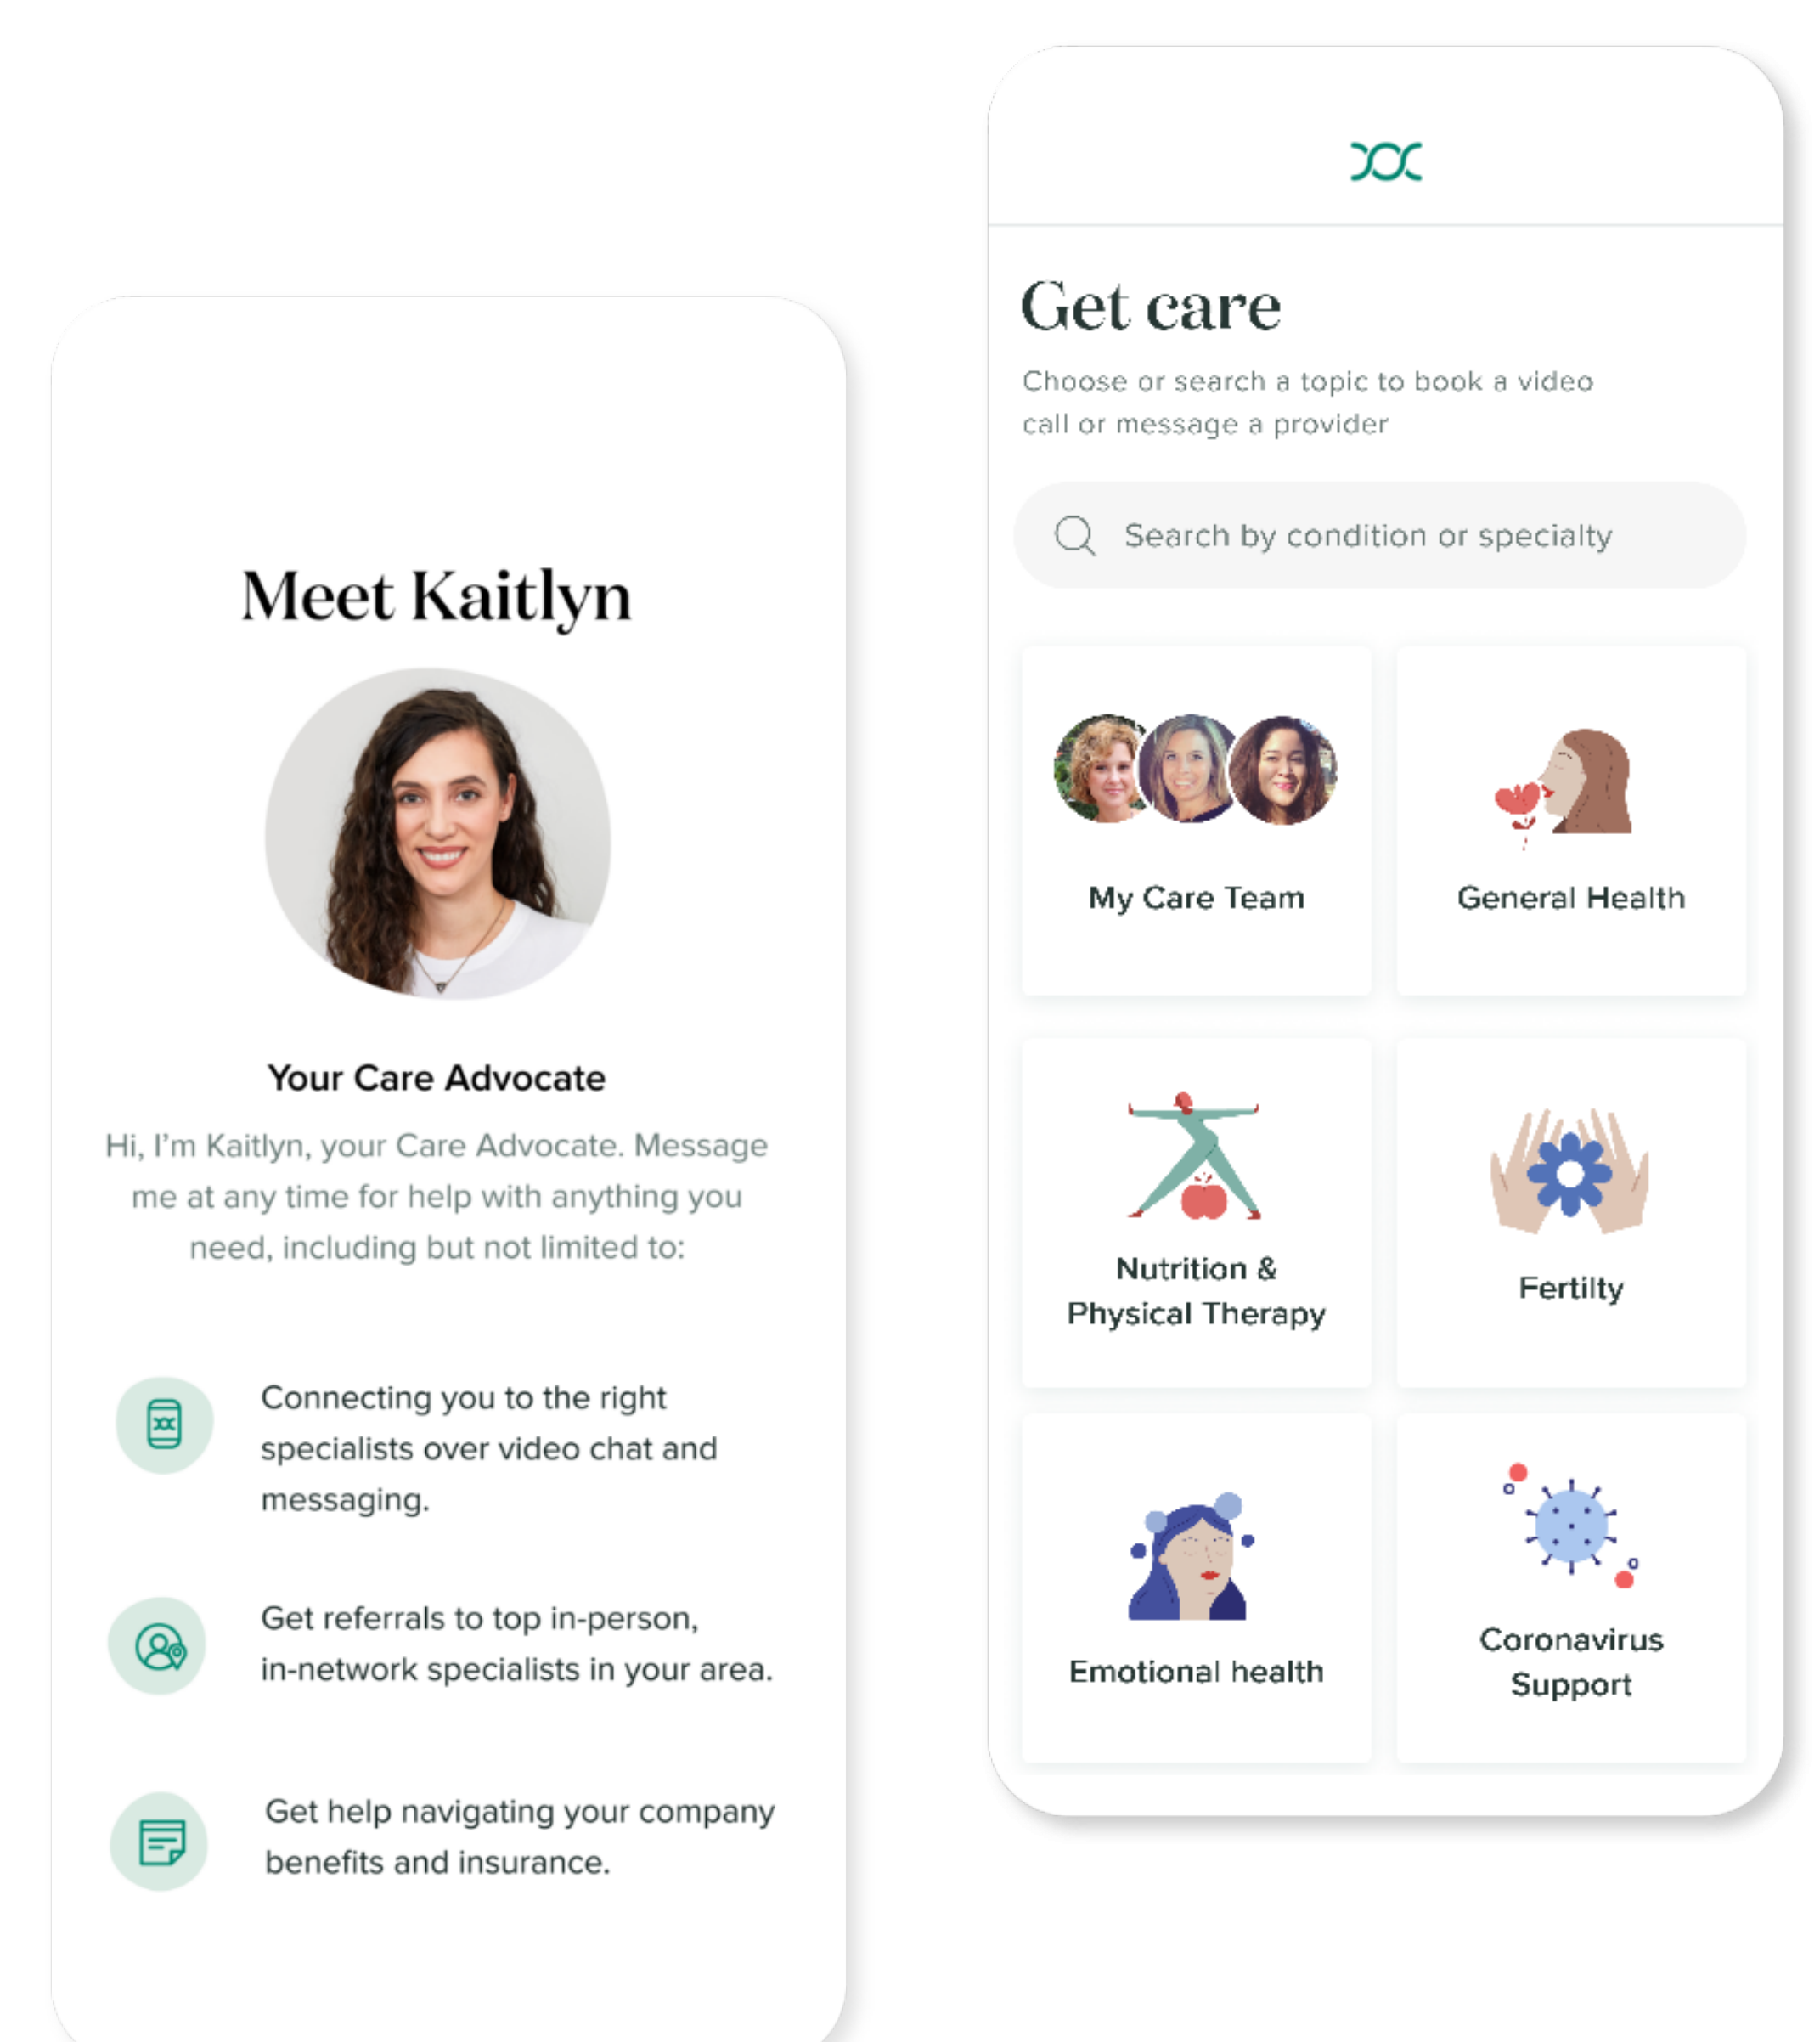 Meet Kaitlyn
Your Care Advocate
Hi, I'm Kaitlyn, your Care Advocate. Message
me at any time for help with anything you
need, including but not limited to:
Connecting you to the right
specialists over video chat and
messaging.
Get referrals to top in-person,
in-network specialists in your area.
Get help navigating your company
benefits and insurance.
Get care
Choose or search a topic to book a video
call or message a provider
Search by condition or specialty
My Care Team
General Health
Nutrition &
Physical Therapy
Fertilty
Emotional health
Coronavirus
Support